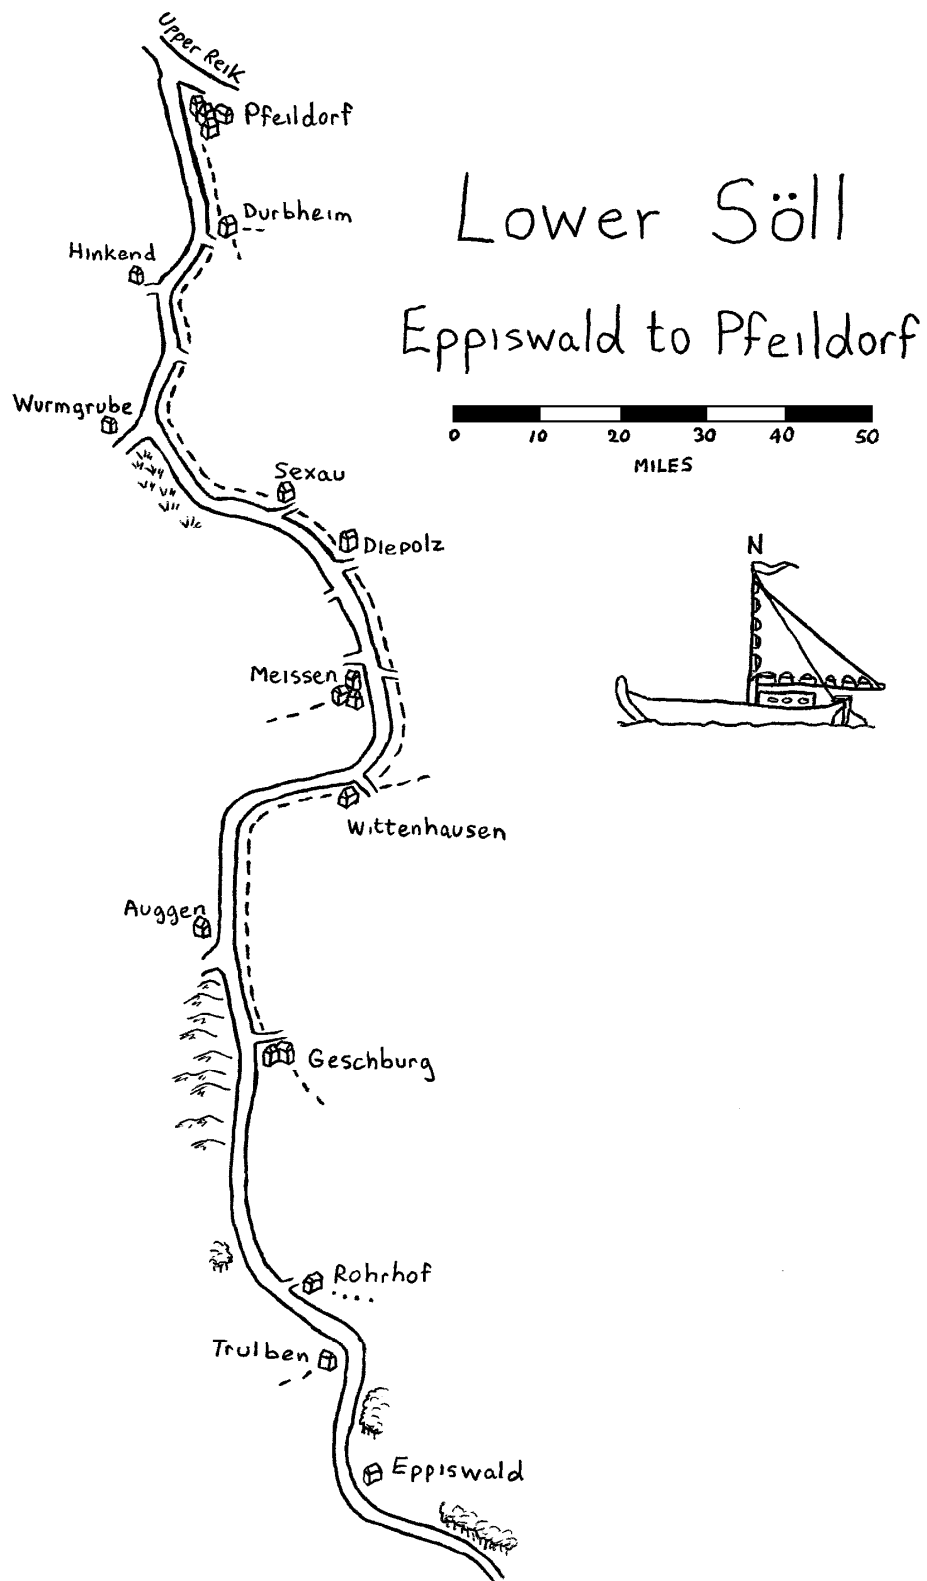 Upper Reik
Pfeildorf
Durbheim
Lower Söll
Hinkend
Eppiswald to Pfeildorf
Wurmgrube
0 10 20 30 40 50
MILES
Sexau
Diepolz
N
Meissen
Wittenhausen
Auggen
Geschburg
Rohrhof
Trulben
Eppiswald